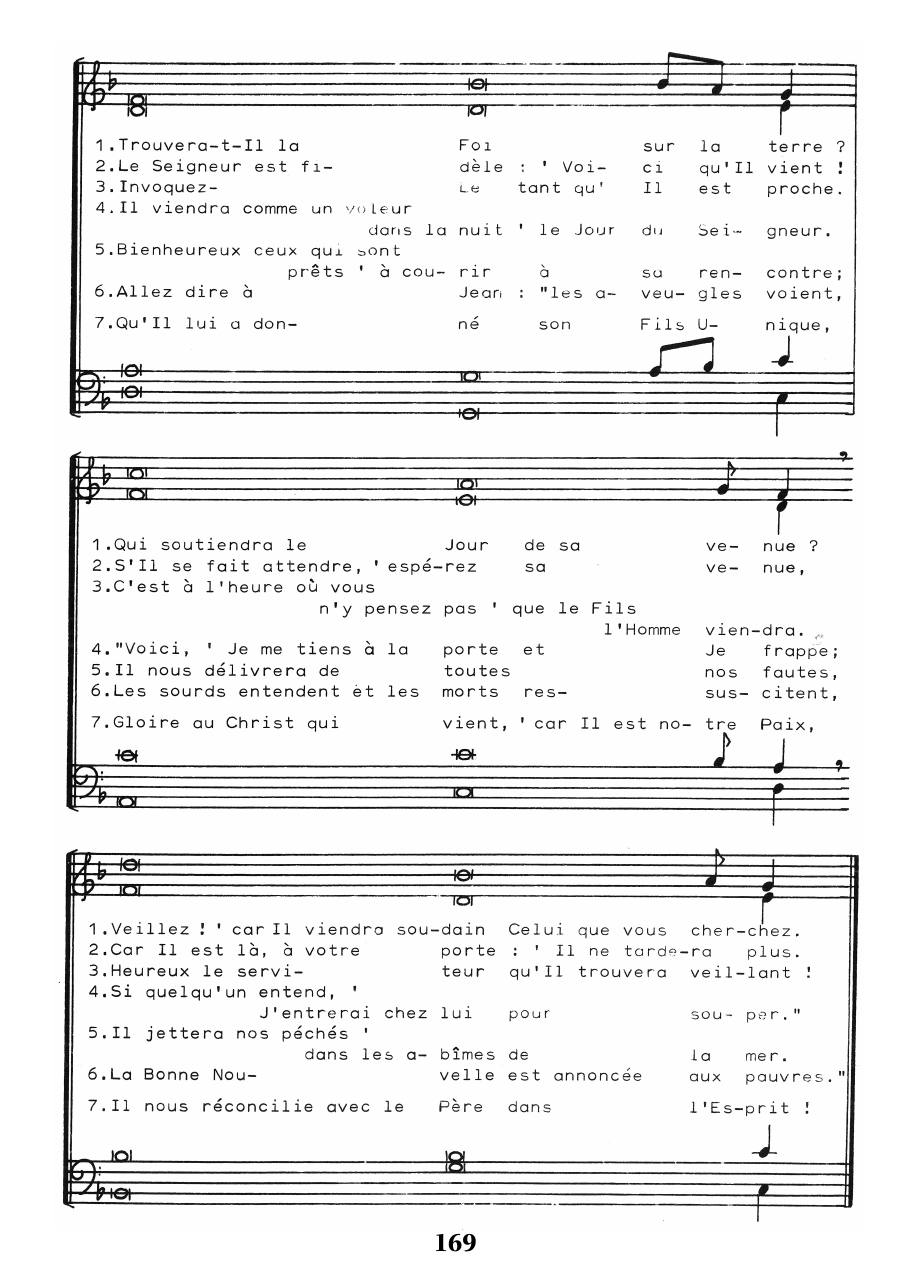 1.Trouvera-t-Il la Foi sur la terre ?
2.Le Seigneur est fi- dèle : ' Voi- ci qu'Il vient !
3.Invoquez- Le tant qu' Il est proche.
4.Il viendra comme un voleur
dans la nuit ' le Jour du Sei- gneur.
5.Bienheureux ceux qui sont
prêts ' à cou- rir à sa ren- contre;
6.Allez dire à Jean : "les a- veu- gles voient,
7.Qu'Il lui a don- né son Fils U- nique,
1.Qui soutiendra le Jour de sa ve- nue ?
2.S'Il se fait attendre, ' espé-rez sa ve- nue,
3.C'est à l'heure où vous
n'y pensez pas ' que le Fils
l'Homme vien-dra.
4."Voici, ' Je me tiens à la porte et Je frappe;
5.Il nous délivrera de toutes nos fautes,
6.Les sourds entendent et les morts res- sus- citent,
7.Gloire au Christ qui vient, ' car Il est no- tre Paix,
1.Veillez ! ' car Il viendra sou-dain Celui que vous cher-chez.
2.Car Il est là, à votre porte : ' Il ne tarde-ra plus.
3.Heureux le servi- teur qu'Il trouvera veil-lant !
4.Si quelqu'un entend, '
J'entrerai chez lui pour sou- per."
5.Il jettera nos péchés '
dans les a- bîmes de la mer.
6.La Bonne Nou- velle est annoncée aux pauvres."
7.Il nous réconcilie avec le Père dans l'Es-prit !
169